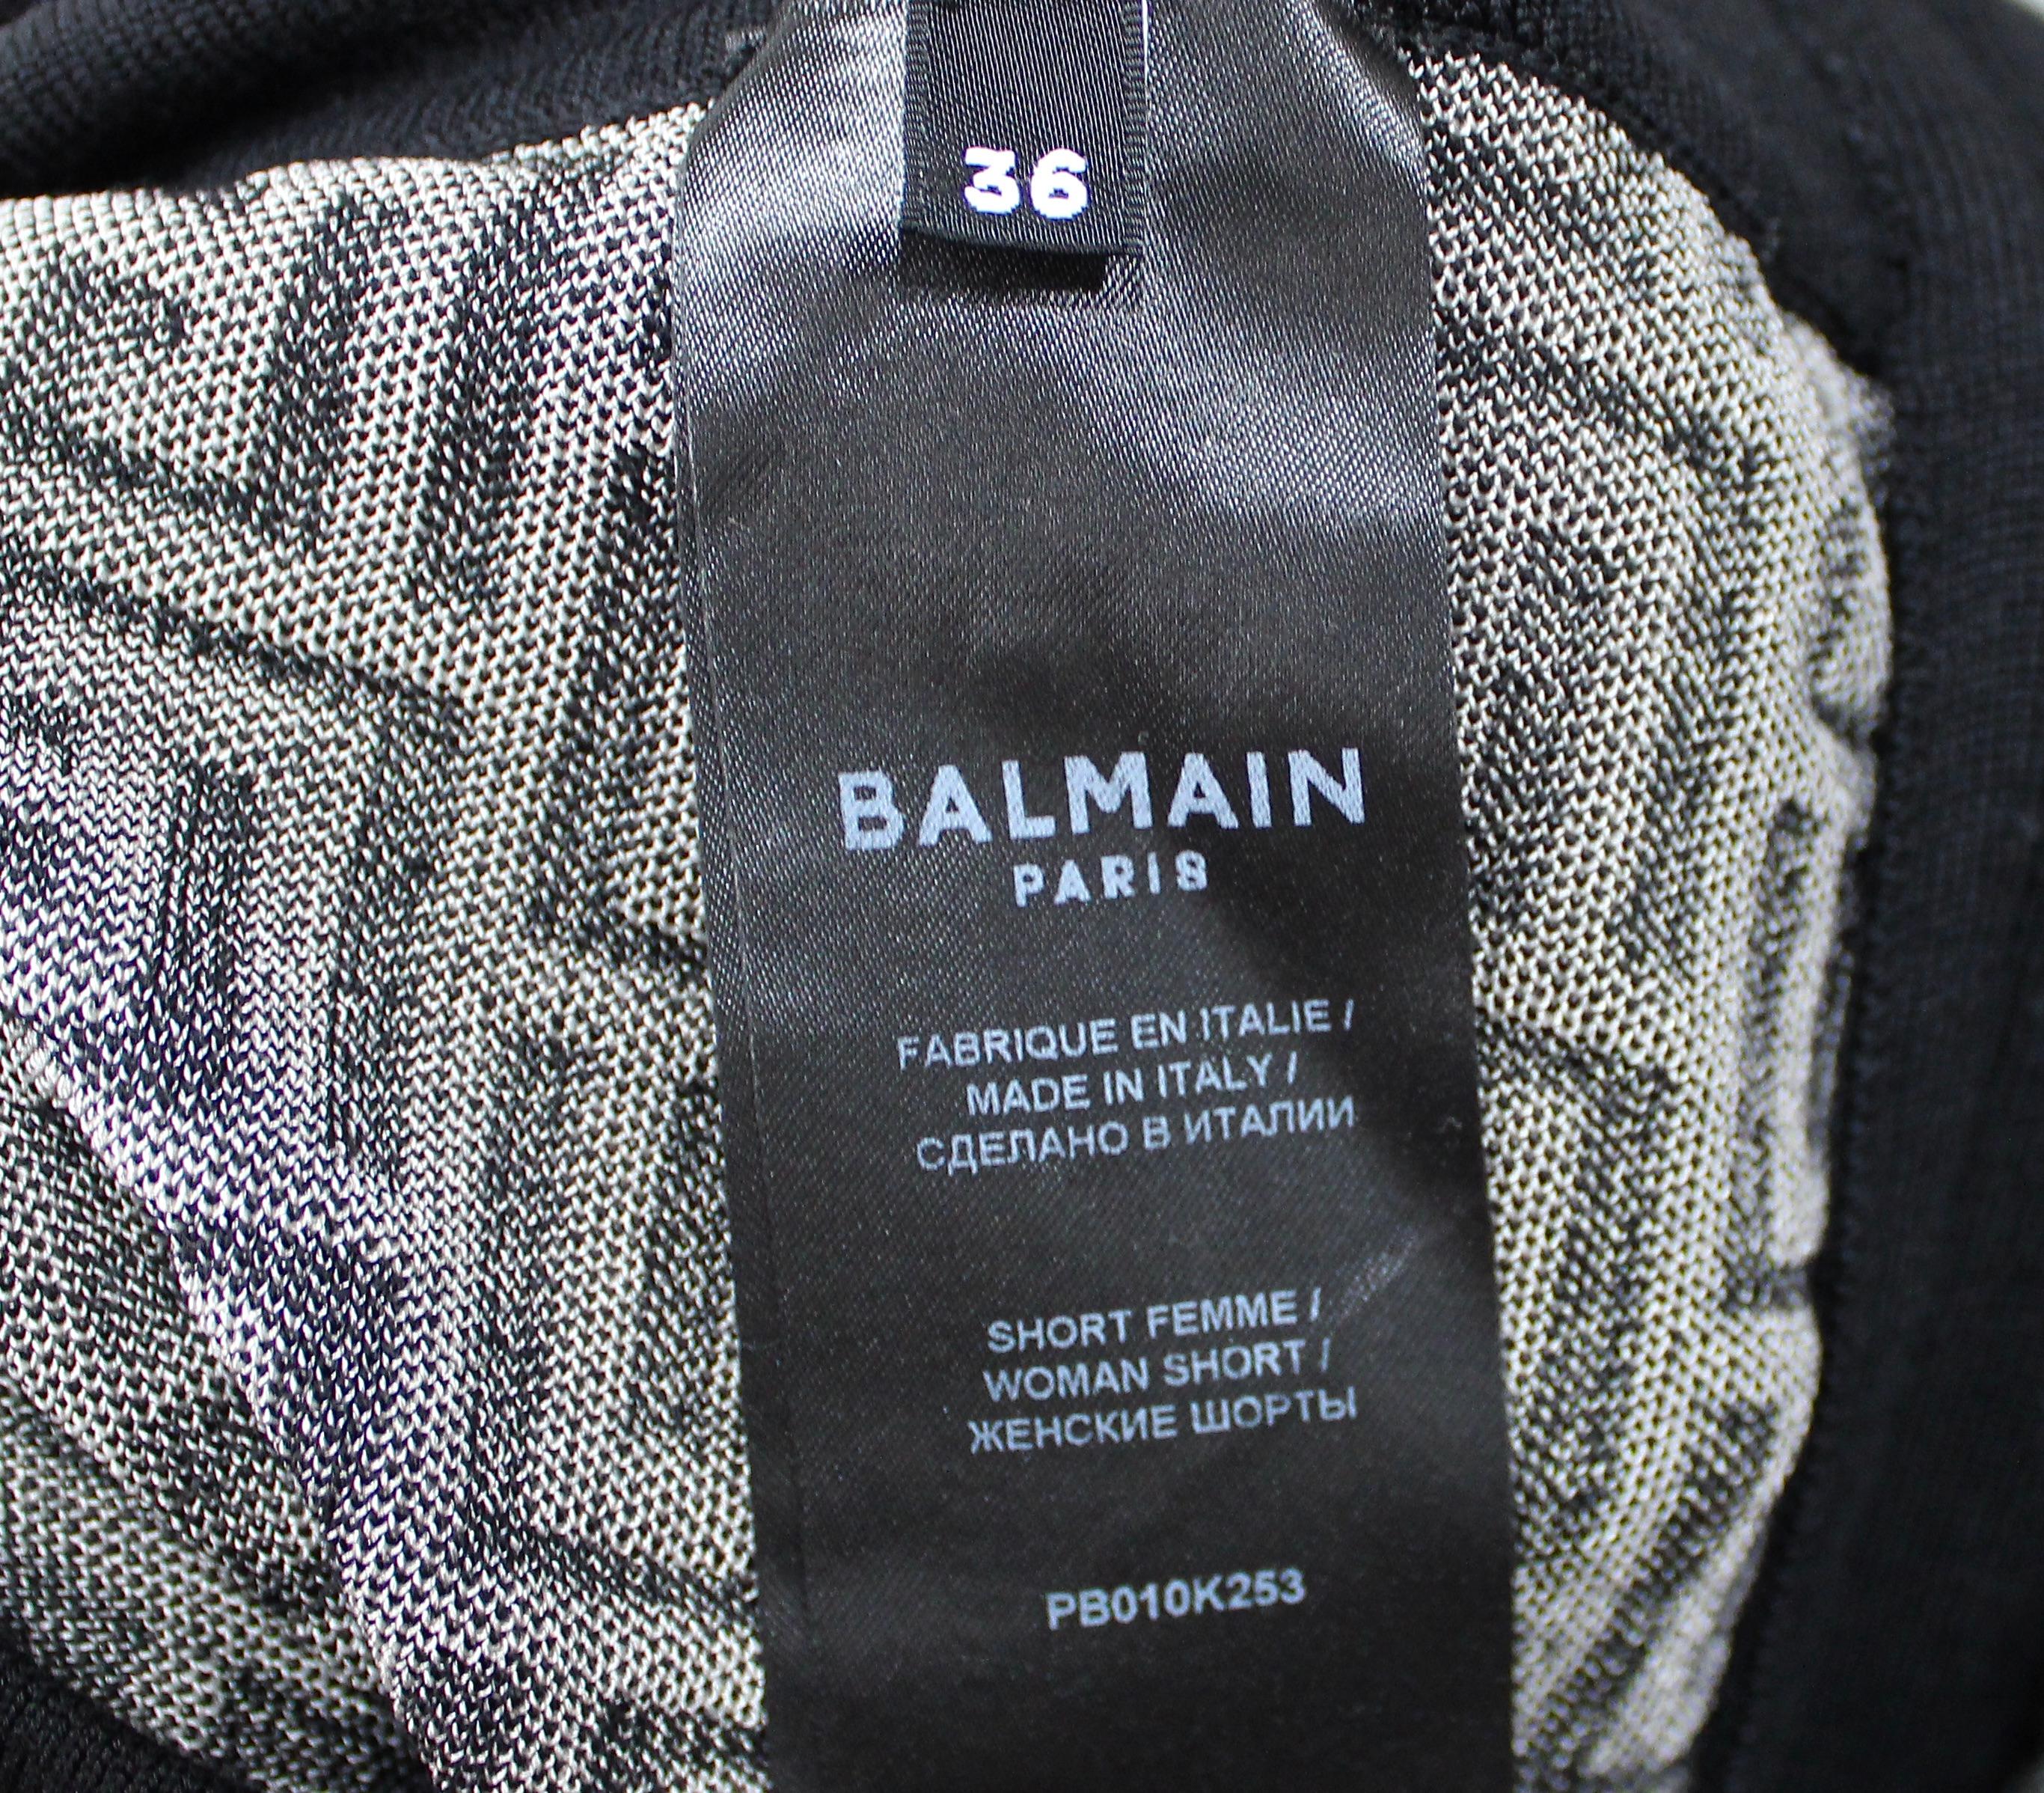 36
BALMAIN
PARIS
FABRIQUE EN ITALIE /
MADE IN ITALY /
СДЕЛАНО В ИТАЛИИ
SHORT FEMME /
WOMAN SHORT /
ЖЕНСКИЕ ШОРТЫ
PB010K253